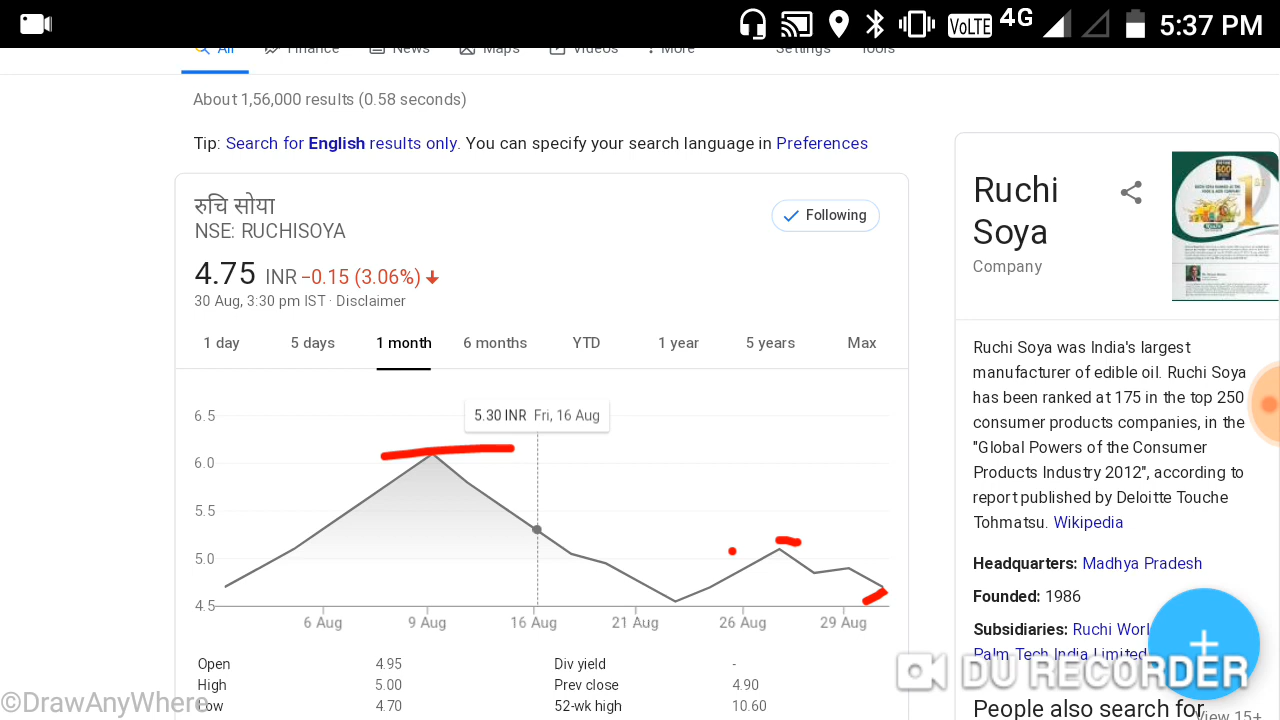 VoLTE 4G 5:37 PM
All Finance News Maps Videos More Settings Tools
About 1,56,000 results (0.58 seconds)
Tip: Search for English results only. You can specify your search language in Preferences
रुचि सोया
NSE: RUCHISOYA
Following
4.75 INR −0.15 (3.06%)
30 Aug, 3:30 pm IST · Disclaimer
1 day 5 days 1 month 6 months YTD 1 year 5 years Max
5.30 INR Fri, 16 Aug
6.5
6.0
5.5
5.0
4.5
6 Aug 9 Aug 16 Aug 21 Aug 26 Aug 29 Aug
Open 4.95 Div yield -
High 5.00 Prev close 4.90
Low 4.70 52-wk high 10.60
Ruchi
Soya
Company
Ruchi Soya was India's largest
manufacturer of edible oil. Ruchi Soya
has been ranked at 175 in the top 250
consumer products companies, in the
"Global Powers of the Consumer
Products Industry 2012", according to
report published by Deloitte Touche
Tohmatsu. Wikipedia
Headquarters: Madhya Pradesh
Founded: 1986
Subsidiaries: Ruchi Worl
Palm Tech India Limited
People also search for
View 15+
DU RECORDER
©DrawAnyWhere